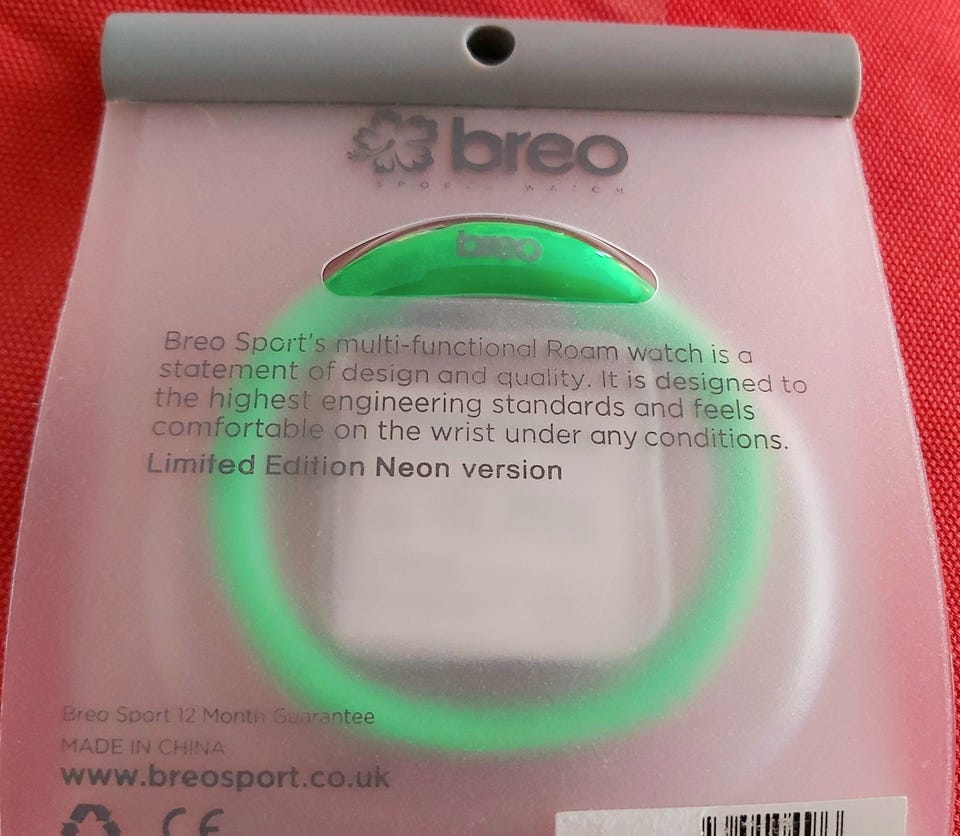 breo
SPORTS WATCH
breo
Breo Sport's multi-functional Roam watch is a
statement of design and quality. It is designed to
the highest engineering standards and feels
comfortable on the wrist under any conditions.
Limited Edition Neon version
Breo Sport 12 Month Guarantee
MADE IN CHINA
www.breosport.co.uk
CE